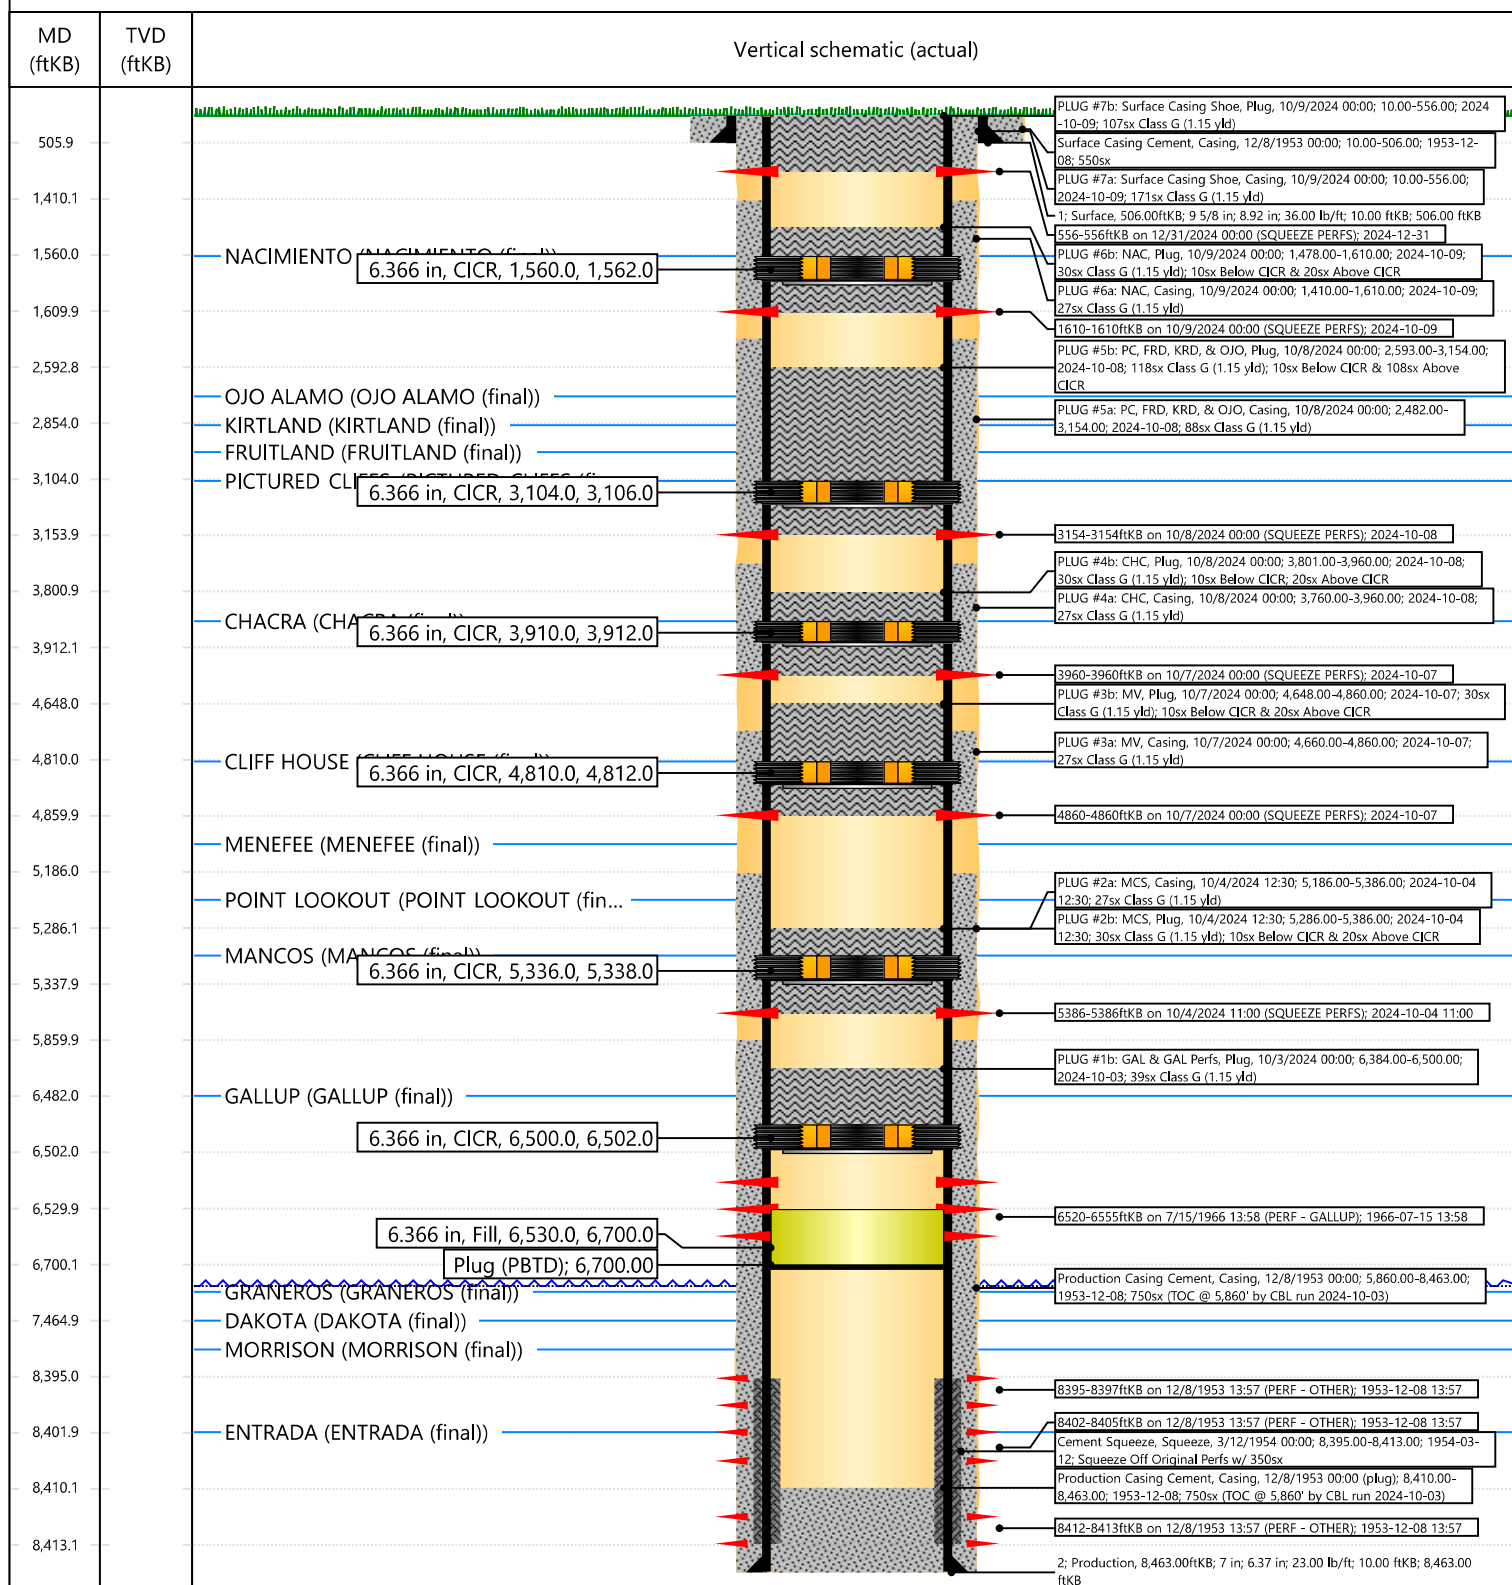 MD
(ftKB)
TVD
(ftKB)
Vertical schematic (actual)
505.9
1,410.1
1,560.0
1,609.9
2,592.8
2,854.0
3,104.0
3,153.9
3,800.9
3,912.1
4,648.0
4,810.0
4,859.9
5,186.0
5,286.1
5,337.9
5,859.9
6,482.0
6,502.0
6,529.9
6,700.1
7,464.9
8,395.0
8,401.9
8,410.1
8,413.1
NACIMIENTO (NACIMIENTO (final))
6.366 in, CICR, 1,560.0, 1,562.0
OJO ALAMO (OJO ALAMO (final))
KIRTLAND (KIRTLAND (final))
FRUITLAND (FRUITLAND (final))
PICTURED CLIFFS (PICTURED CLIFFS (fin...
6.366 in, CICR, 3,104.0, 3,106.0
CHACRA (CHACRA (final))
6.366 in, CICR, 3,910.0, 3,912.0
CLIFF HOUSE (CLIFF HOUSE (final))
6.366 in, CICR, 4,810.0, 4,812.0
MENEFEE (MENEFEE (final))
POINT LOOKOUT (POINT LOOKOUT (fin...
MANCOS (MANCOS (final))
6.366 in, CICR, 5,336.0, 5,338.0
GALLUP (GALLUP (final))
6.366 in, CICR, 6,500.0, 6,502.0
6.366 in, Fill, 6,530.0, 6,700.0
Plug (PBTD); 6,700.00
GRANEROS (GRANEROS (final))
DAKOTA (DAKOTA (final))
MORRISON (MORRISON (final))
ENTRADA (ENTRADA (final))
PLUG #7b: Surface Casing Shoe, Plug, 10/9/2024 00:00; 10.00-556.00; 2024
-10-09; 107sx Class G (1.15 yld)
Surface Casing Cement, Casing, 12/8/1953 00:00; 10.00-506.00; 1953-12-
08; 550sx
PLUG #7a: Surface Casing Shoe, Casing, 10/9/2024 00:00; 10.00-556.00;
2024-10-09; 171sx Class G (1.15 yld)
1; Surface, 506.00ftKB; 9 5/8 in; 8.92 in; 36.00 lb/ft; 10.00 ftKB; 506.00 ftKB
556-556ftKB on 12/31/2024 00:00 (SQUEEZE PERFS); 2024-12-31
PLUG #6b: NAC, Plug, 10/9/2024 00:00; 1,478.00-1,610.00; 2024-10-09;
30sx Class G (1.15 yld); 10sx Below CICR & 20sx Above CICR
PLUG #6a: NAC, Casing, 10/9/2024 00:00; 1,410.00-1,610.00; 2024-10-09;
27sx Class G (1.15 yld)
1610-1610ftKB on 10/9/2024 00:00 (SQUEEZE PERFS); 2024-10-09
PLUG #5b: PC, FRD, KRD, & OJO, Plug, 10/8/2024 00:00; 2,593.00-3,154.00;
2024-10-08; 118sx Class G (1.15 yld); 10sx Below CICR & 108sx Above
CICR
PLUG #5a: PC, FRD, KRD, & OJO, Casing, 10/8/2024 00:00; 2,482.00-
3,154.00; 2024-10-08; 88sx Class G (1.15 yld)
3154-3154ftKB on 10/8/2024 00:00 (SQUEEZE PERFS); 2024-10-08
PLUG #4b: CHC, Plug, 10/8/2024 00:00; 3,801.00-3,960.00; 2024-10-08;
30sx Class G (1.15 yld); 10sx Below CICR; 20sx Above CICR
PLUG #4a: CHC, Casing, 10/8/2024 00:00; 3,760.00-3,960.00; 2024-10-08;
27sx Class G (1.15 yld)
3960-3960ftKB on 10/7/2024 00:00 (SQUEEZE PERFS); 2024-10-07
PLUG #3b: MV, Plug, 10/7/2024 00:00; 4,648.00-4,860.00; 2024-10-07; 30sx
Class G (1.15 yld); 10sx Below CICR & 20sx Above CICR
PLUG #3a: MV, Casing, 10/7/2024 00:00; 4,660.00-4,860.00; 2024-10-07;
27sx Class G (1.15 yld)
4860-4860ftKB on 10/7/2024 00:00 (SQUEEZE PERFS); 2024-10-07
PLUG #2a: MCS, Casing, 10/4/2024 12:30; 5,186.00-5,386.00; 2024-10-04
12:30; 27sx Class G (1.15 yld)
PLUG #2b: MCS, Plug, 10/4/2024 12:30; 5,286.00-5,386.00; 2024-10-04
12:30; 30sx Class G (1.15 yld); 10sx Below CICR & 20sx Above CICR
5386-5386ftKB on 10/4/2024 11:00 (SQUEEZE PERFS); 2024-10-04 11:00
PLUG #1b: GAL & GAL Perfs, Plug, 10/3/2024 00:00; 6,384.00-6,500.00;
2024-10-03; 39sx Class G (1.15 yld)
6520-6555ftKB on 7/15/1966 13:58 (PERF - GALLUP); 1966-07-15 13:58
Production Casing Cement, Casing, 12/8/1953 00:00; 5,860.00-8,463.00;
1953-12-08; 750sx (TOC @ 5,860' by CBL run 2024-10-03)
8395-8397ftKB on 12/8/1953 13:57 (PERF - OTHER); 1953-12-08 13:57
8402-8405ftKB on 12/8/1953 13:57 (PERF - OTHER); 1953-12-08 13:57
Cement Squeeze, Squeeze, 3/12/1954 00:00; 8,395.00-8,413.00; 1954-03-
12; Squeeze Off Original Perfs w/ 350sx
Production Casing Cement, Casing, 12/8/1953 00:00 (plug); 8,410.00-
8,463.00; 1953-12-08; 750sx (TOC @ 5,860' by CBL run 2024-10-03)
8412-8413ftKB on 12/8/1953 13:57 (PERF - OTHER); 1953-12-08 13:57
2; Production, 8,463.00ftKB; 7 in; 6.37 in; 23.00 lb/ft; 10.00 ftKB; 8,463.00
ftKB